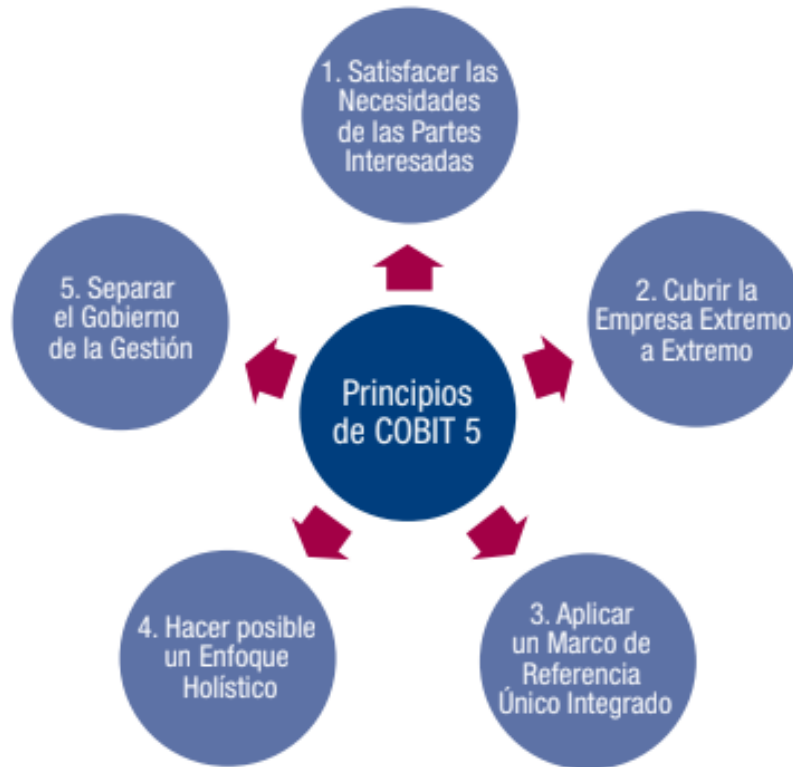 1. Satisfacer las
Necesidades
de las Partes
Interesadas
2. Cubrir la
Empresa Extremo
a Extremo
3. Aplicar
un Marco de
Referencia
Único Integrado
4. Hacer posible
un Enfoque
Holístico
5. Separar
el Gobierno
de la Gestión
Principios
de COBIT 5